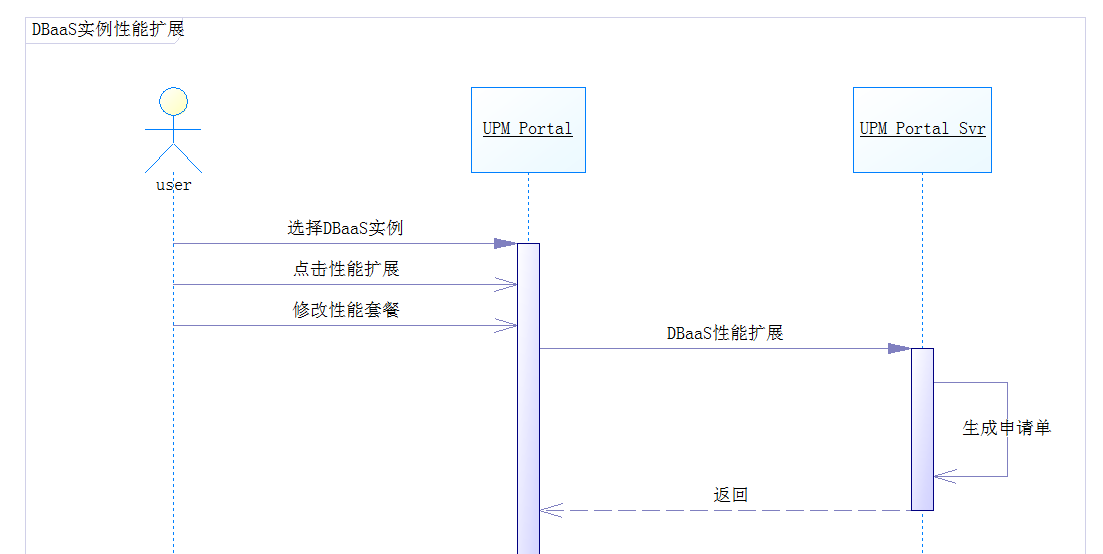 DBaaS实例性能扩展
UPM Portal
UPM Portal Svr
user
选择DBaaS实例
点击性能扩展
修改性能套餐
DBaaS性能扩展
生成申请单
返回